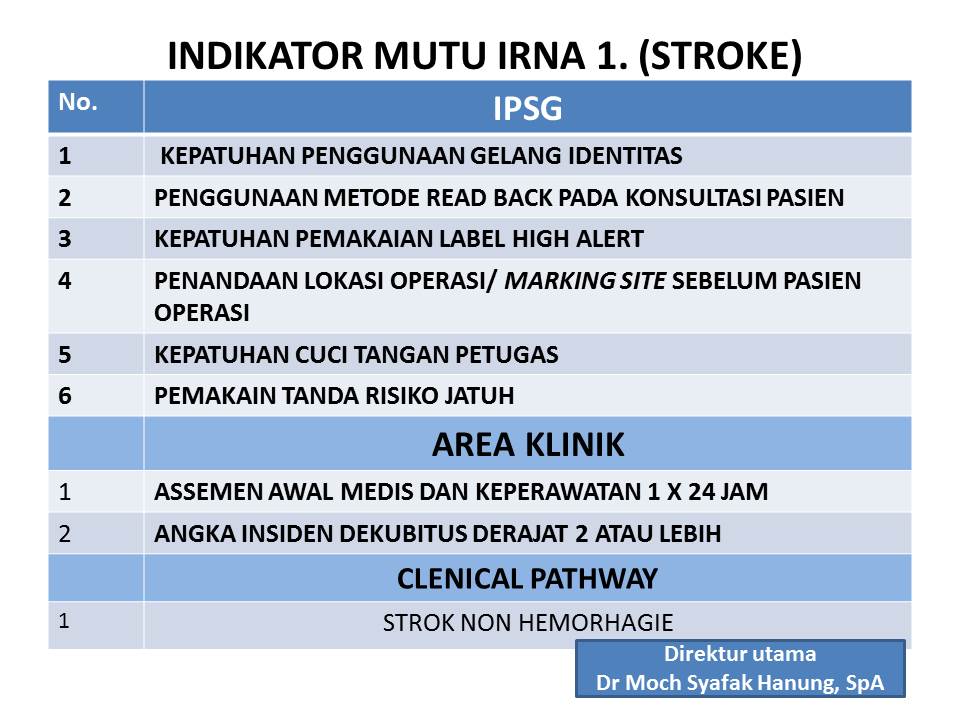 INDIKATOR MUTU IRNA 1. (STROKE)
No. IPSG
1 KEPATUHAN PENGGUNAAN GELANG IDENTITAS
2 PENGGUNAAN METODE READ BACK PADA KONSULTASI PASIEN
3 KEPATUHAN PEMAKAIAN LABEL HIGH ALERT
4 PENANDAAN LOKASI OPERASI/ MARKING SITE SEBELUM PASIEN
OPERASI
5 KEPATUHAN CUCI TANGAN PETUGAS
6 PEMAKAIN TANDA RISIKO JATUH
AREA KLINIK
1 ASSEMEN AWAL MEDIS DAN KEPERAWATAN 1 X 24 JAM
2 ANGKA INSIDEN DEKUBITUS DERAJAT 2 ATAU LEBIH
CLENICAL PATHWAY
1 STROK NON HEMORHAGIE
Direktur utama
Dr Moch Syafak Hanung, SpA